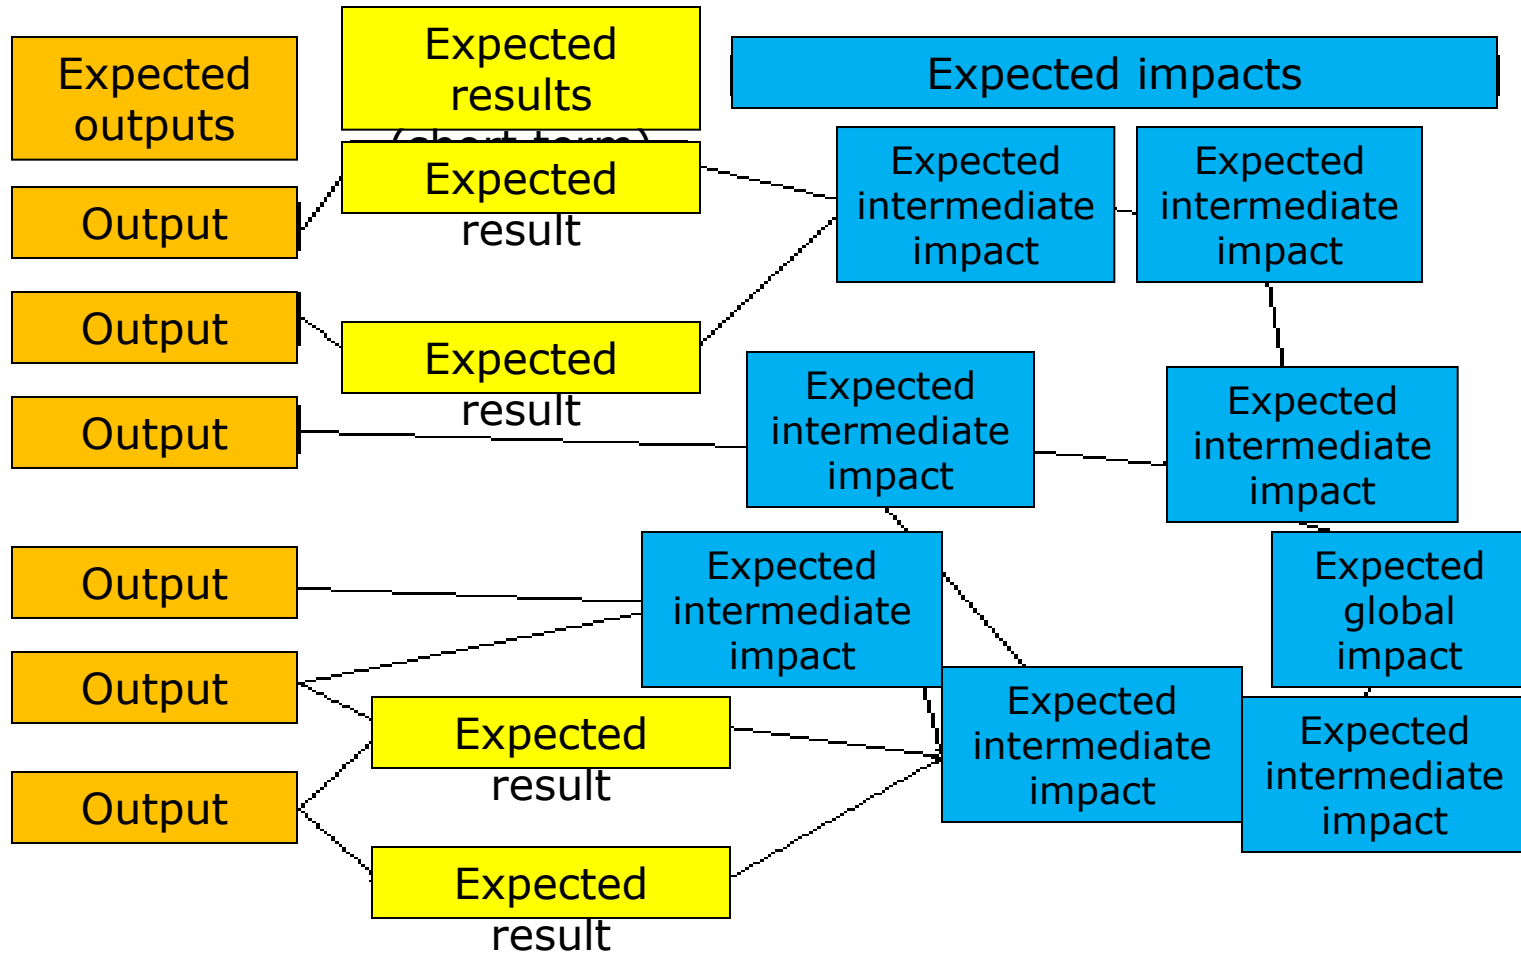 Expected
outputs
Expected
results
(short term)
Expected impacts
Output
Output
Output
Output
Output
Output
Expected
result
Expected
result
Expected
result
Expected
result
Expected
intermediate
impact
Expected
intermediate
impact
Expected
intermediate
impact
Expected
intermediate
impact
Expected
intermediate
impact
Expected
global
impact
Expected
intermediate
impact
Expected
intermediate
impact